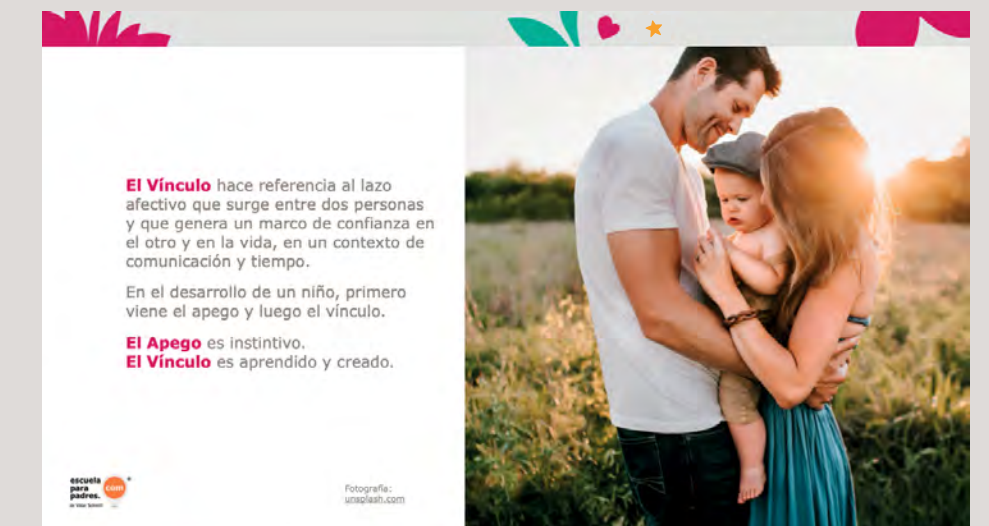 El Vínculo hace referencia al lazo
afectivo que surge entre dos personas
y que genera un marco de confianza en
el otro y en la vida, en un contexto de
comunicación y tiempo.
En el desarrollo de un niño, primero
viene el apego y luego el vínculo.
El Apego es instintivo.
El Vínculo es aprendido y creado.
escuela
para
padres.
com
Fotografía:
unsplash.com